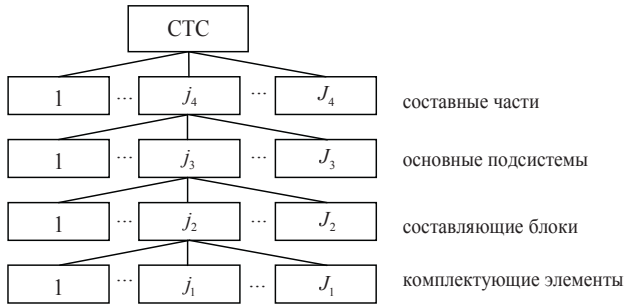 СТС
1 ... j₄ ... J₄ составные части
1 ... j₃ ... J₃ основные подсистемы
1 ... j₂ ... J₂ составляющие блоки
1 ... j₁ ... J₁ комплектующие элементы